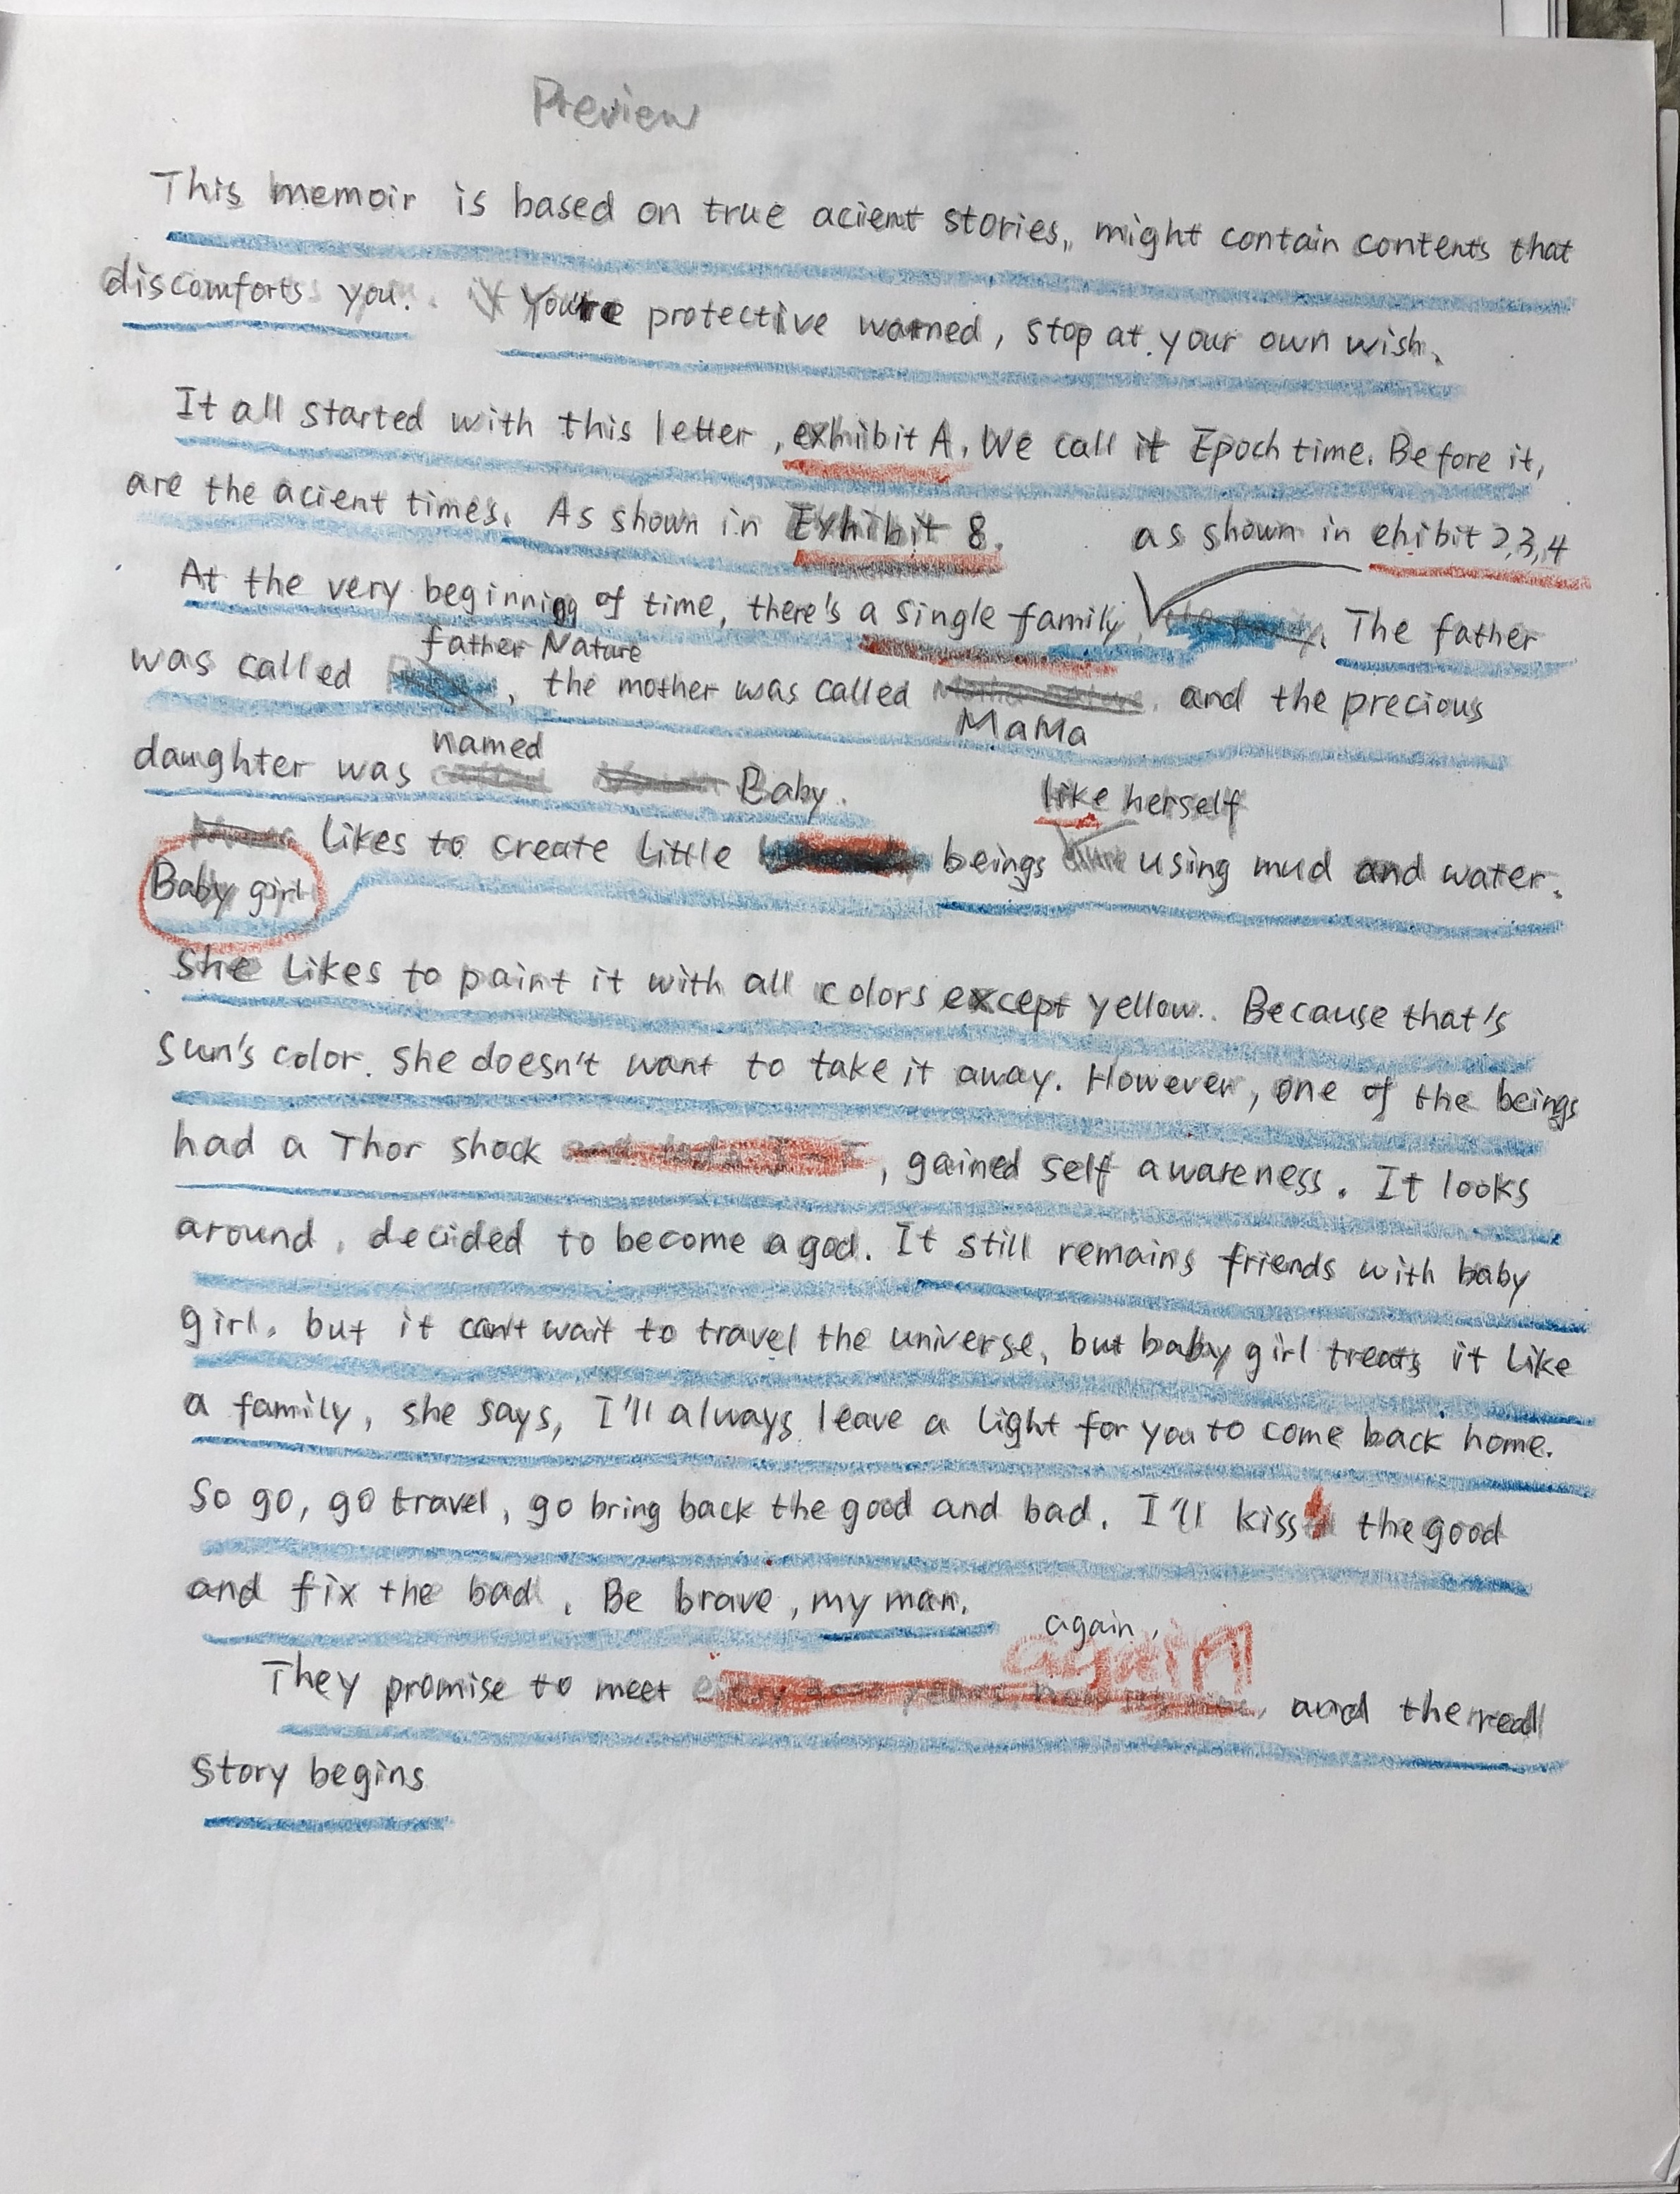 Preview
This memoir is based on true acient stories, might contain contents that
discomforts you. You're protective warned, stop at your own wish.
It all started with this letter, exhibit A. We call it Epoch time. Before it,
are the acient times. As shown in Exhibit 8.
as shown in ehibit 2,3,4
At the very beginning of time, there's a single family. The father
father Nature
was called , the mother was called and the precious
MaMa
named
daughter was Baby.
like herself
likes to create little beings using mud and water.
Baby girl
She likes to paint it with all colors except yellow. Because that's
sun's color. she doesn't want to take it away. However, one of the beings
had a Thor shock , gained self awareness. It looks
around, decided to become a god. It still remains friends with baby
girl, but it can't wait to travel the universe, but baby girl treats it like
a family, she says, I'll always leave a light for you to come back home.
So go, go travel, go bring back the good and bad. I'll kiss the good
and fix the bad. Be brave, my man.
again,
again
They promise to meet , and the real
story begins